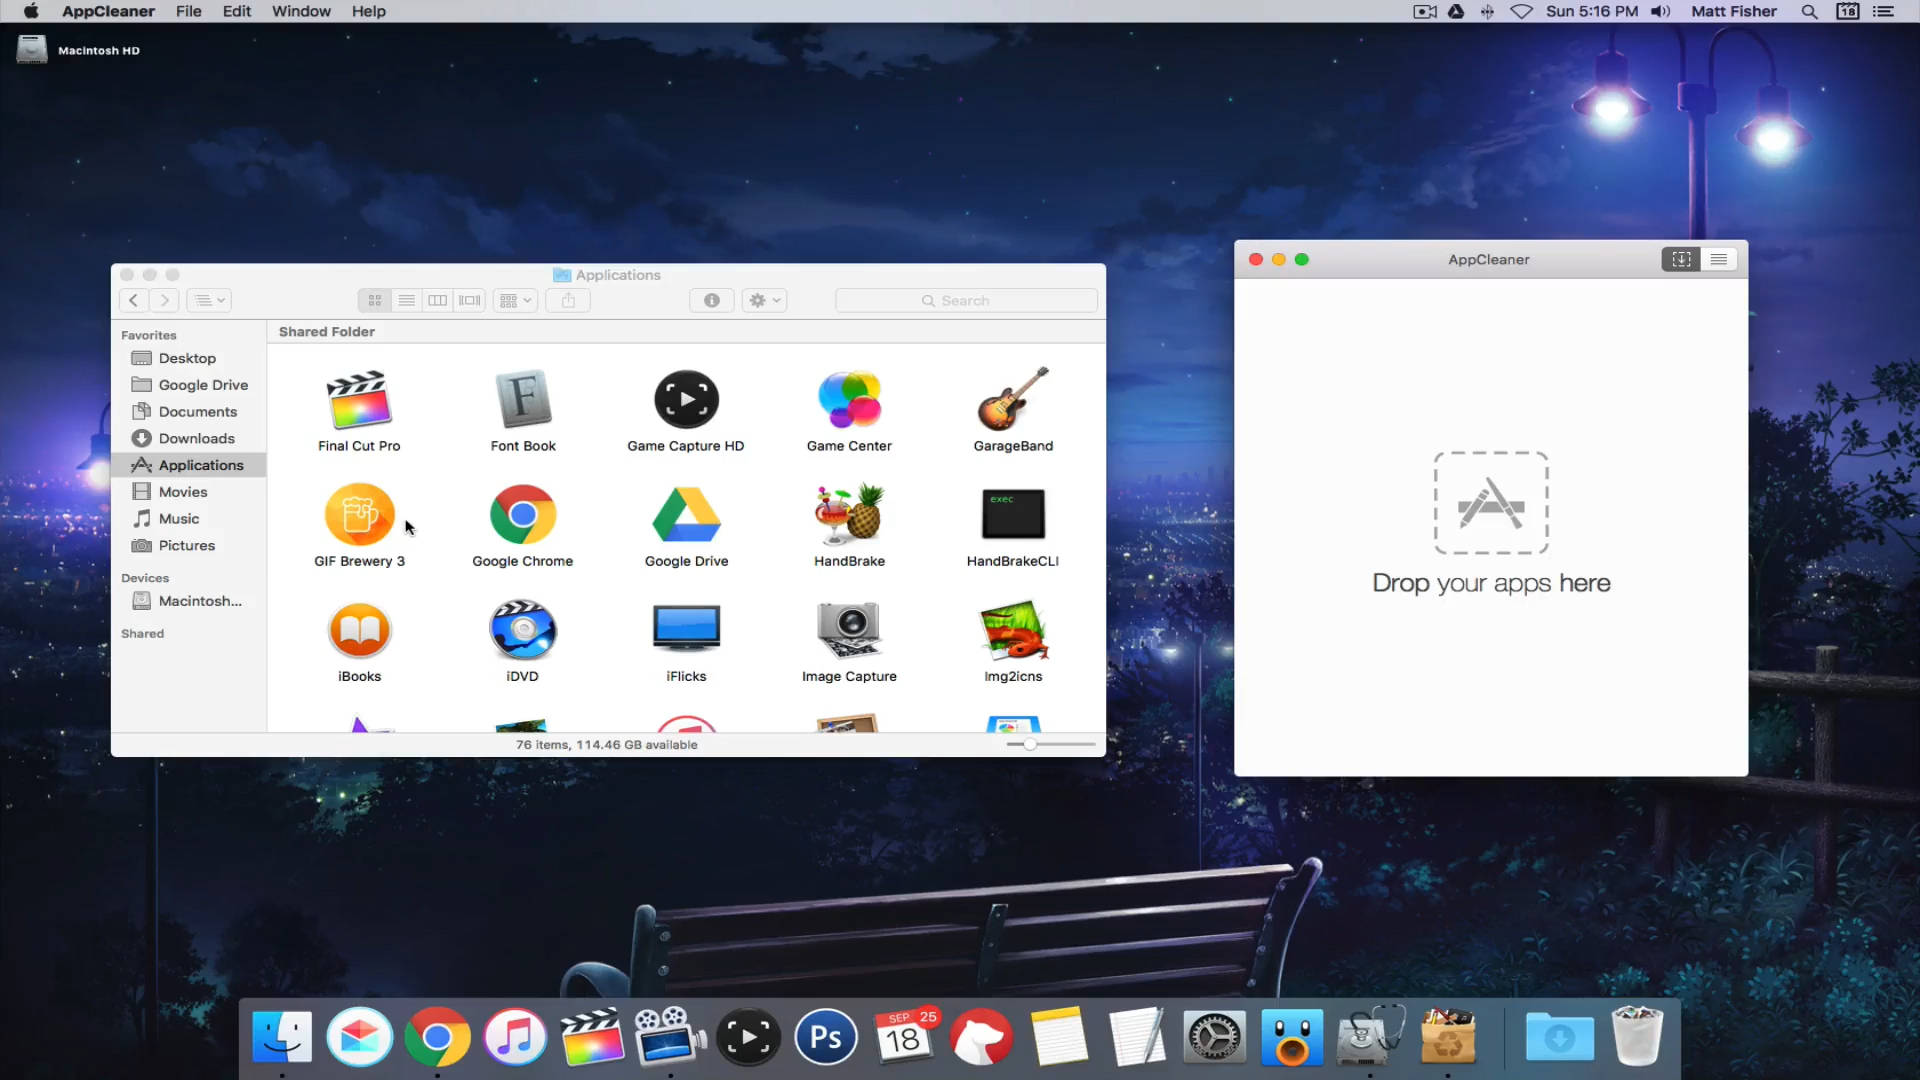 AppCleaner File Edit Window Help
Sun 5:16 PM Matt Fisher 18
Macintosh HD
Applications
Search
Favorites
Desktop
Google Drive
Documents
Downloads
Applications
Movies
Music
Pictures
Devices
Macintosh...
Shared
Shared Folder
Final Cut Pro Font Book Game Capture HD Game Center GarageBand
exec
GIF Brewery 3 Google Chrome Google Drive HandBrake HandBrakeCLI
iBooks iDVD iFlicks Image Capture Img2icns
76 items, 114.46 GB available
AppCleaner
Drop your apps here
SEP 25
18
Ps